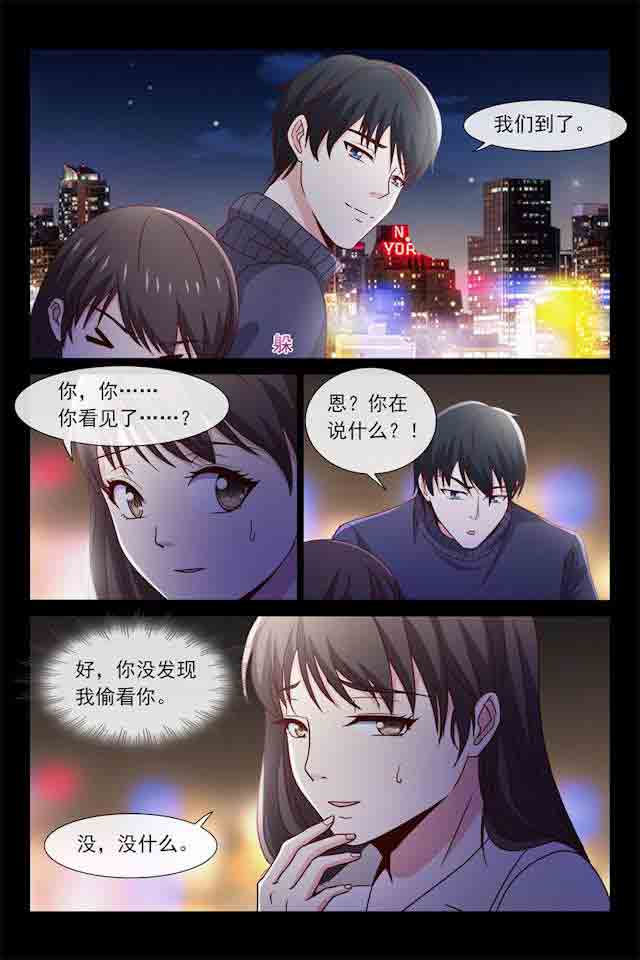 我们到了。
N
YOR
躲
你，你……
你看见了……？
恩？你在
说什么？！
好，你没发现
我偷看你。
没，没什么。